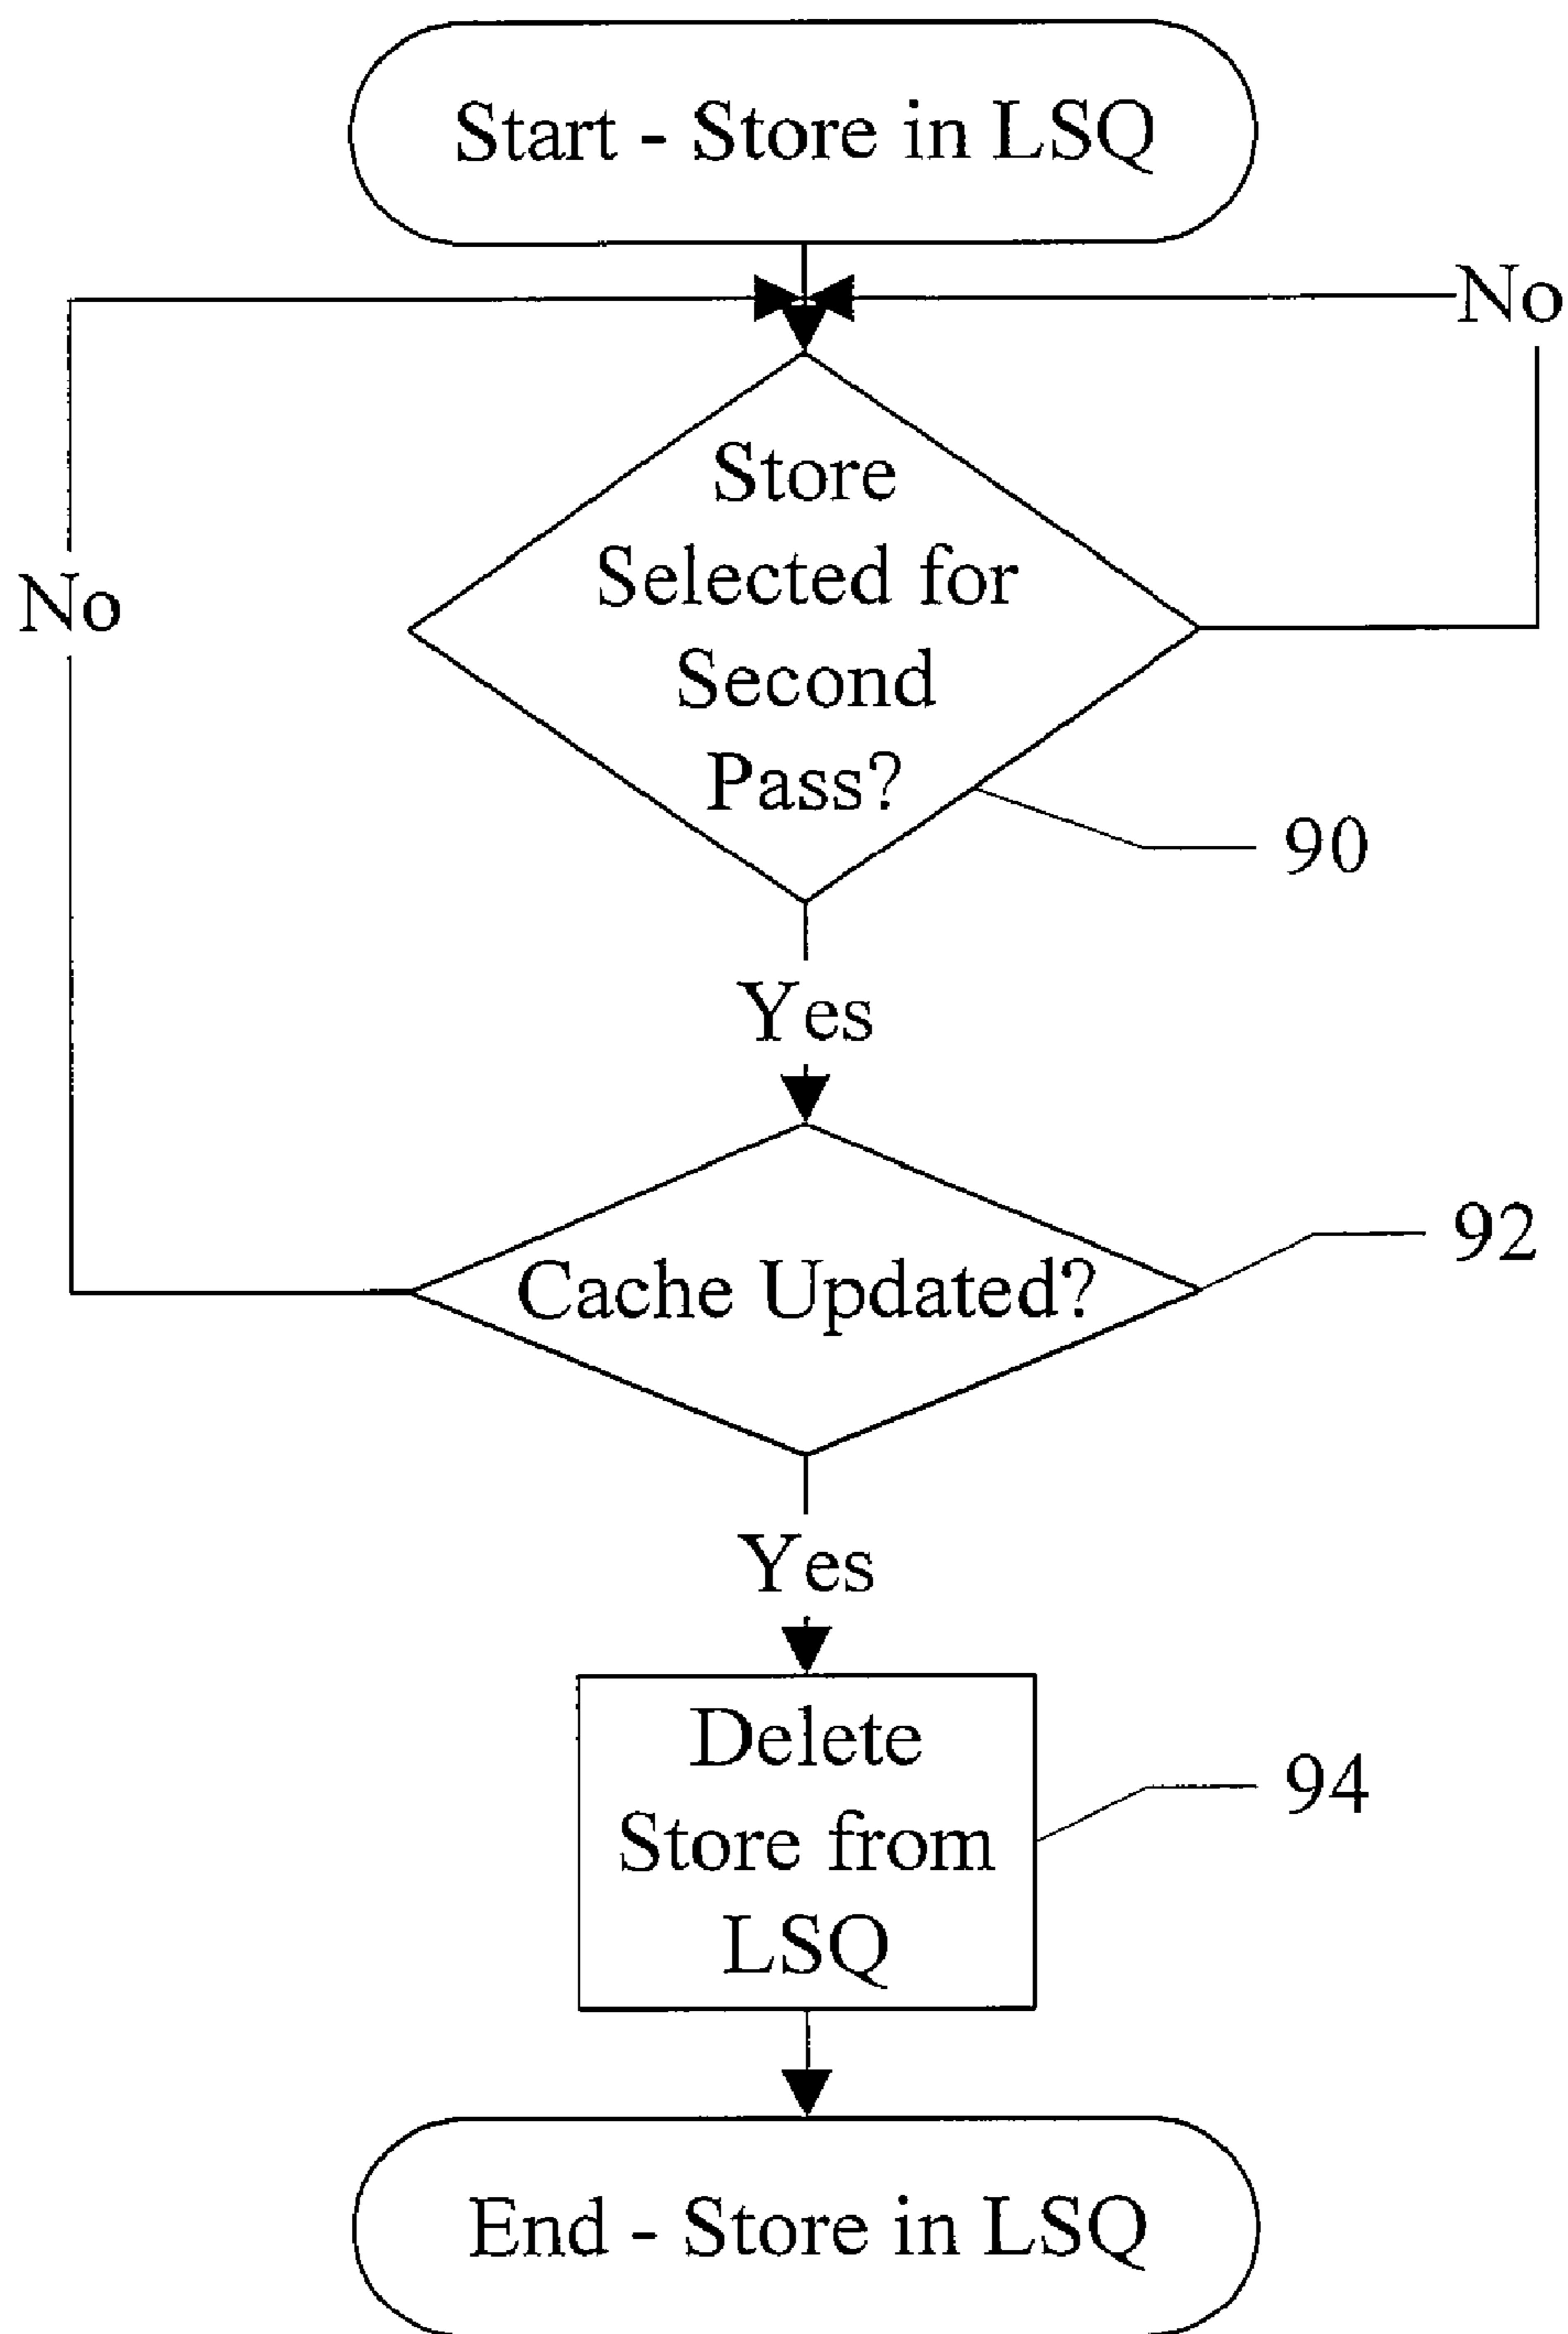 Start - Store in LSQ
No
Store
Selected for
Second
Pass?
No
90
Yes
92
Cache Updated?
Yes
Delete
Store from
LSQ
94
End - Store in LSQ